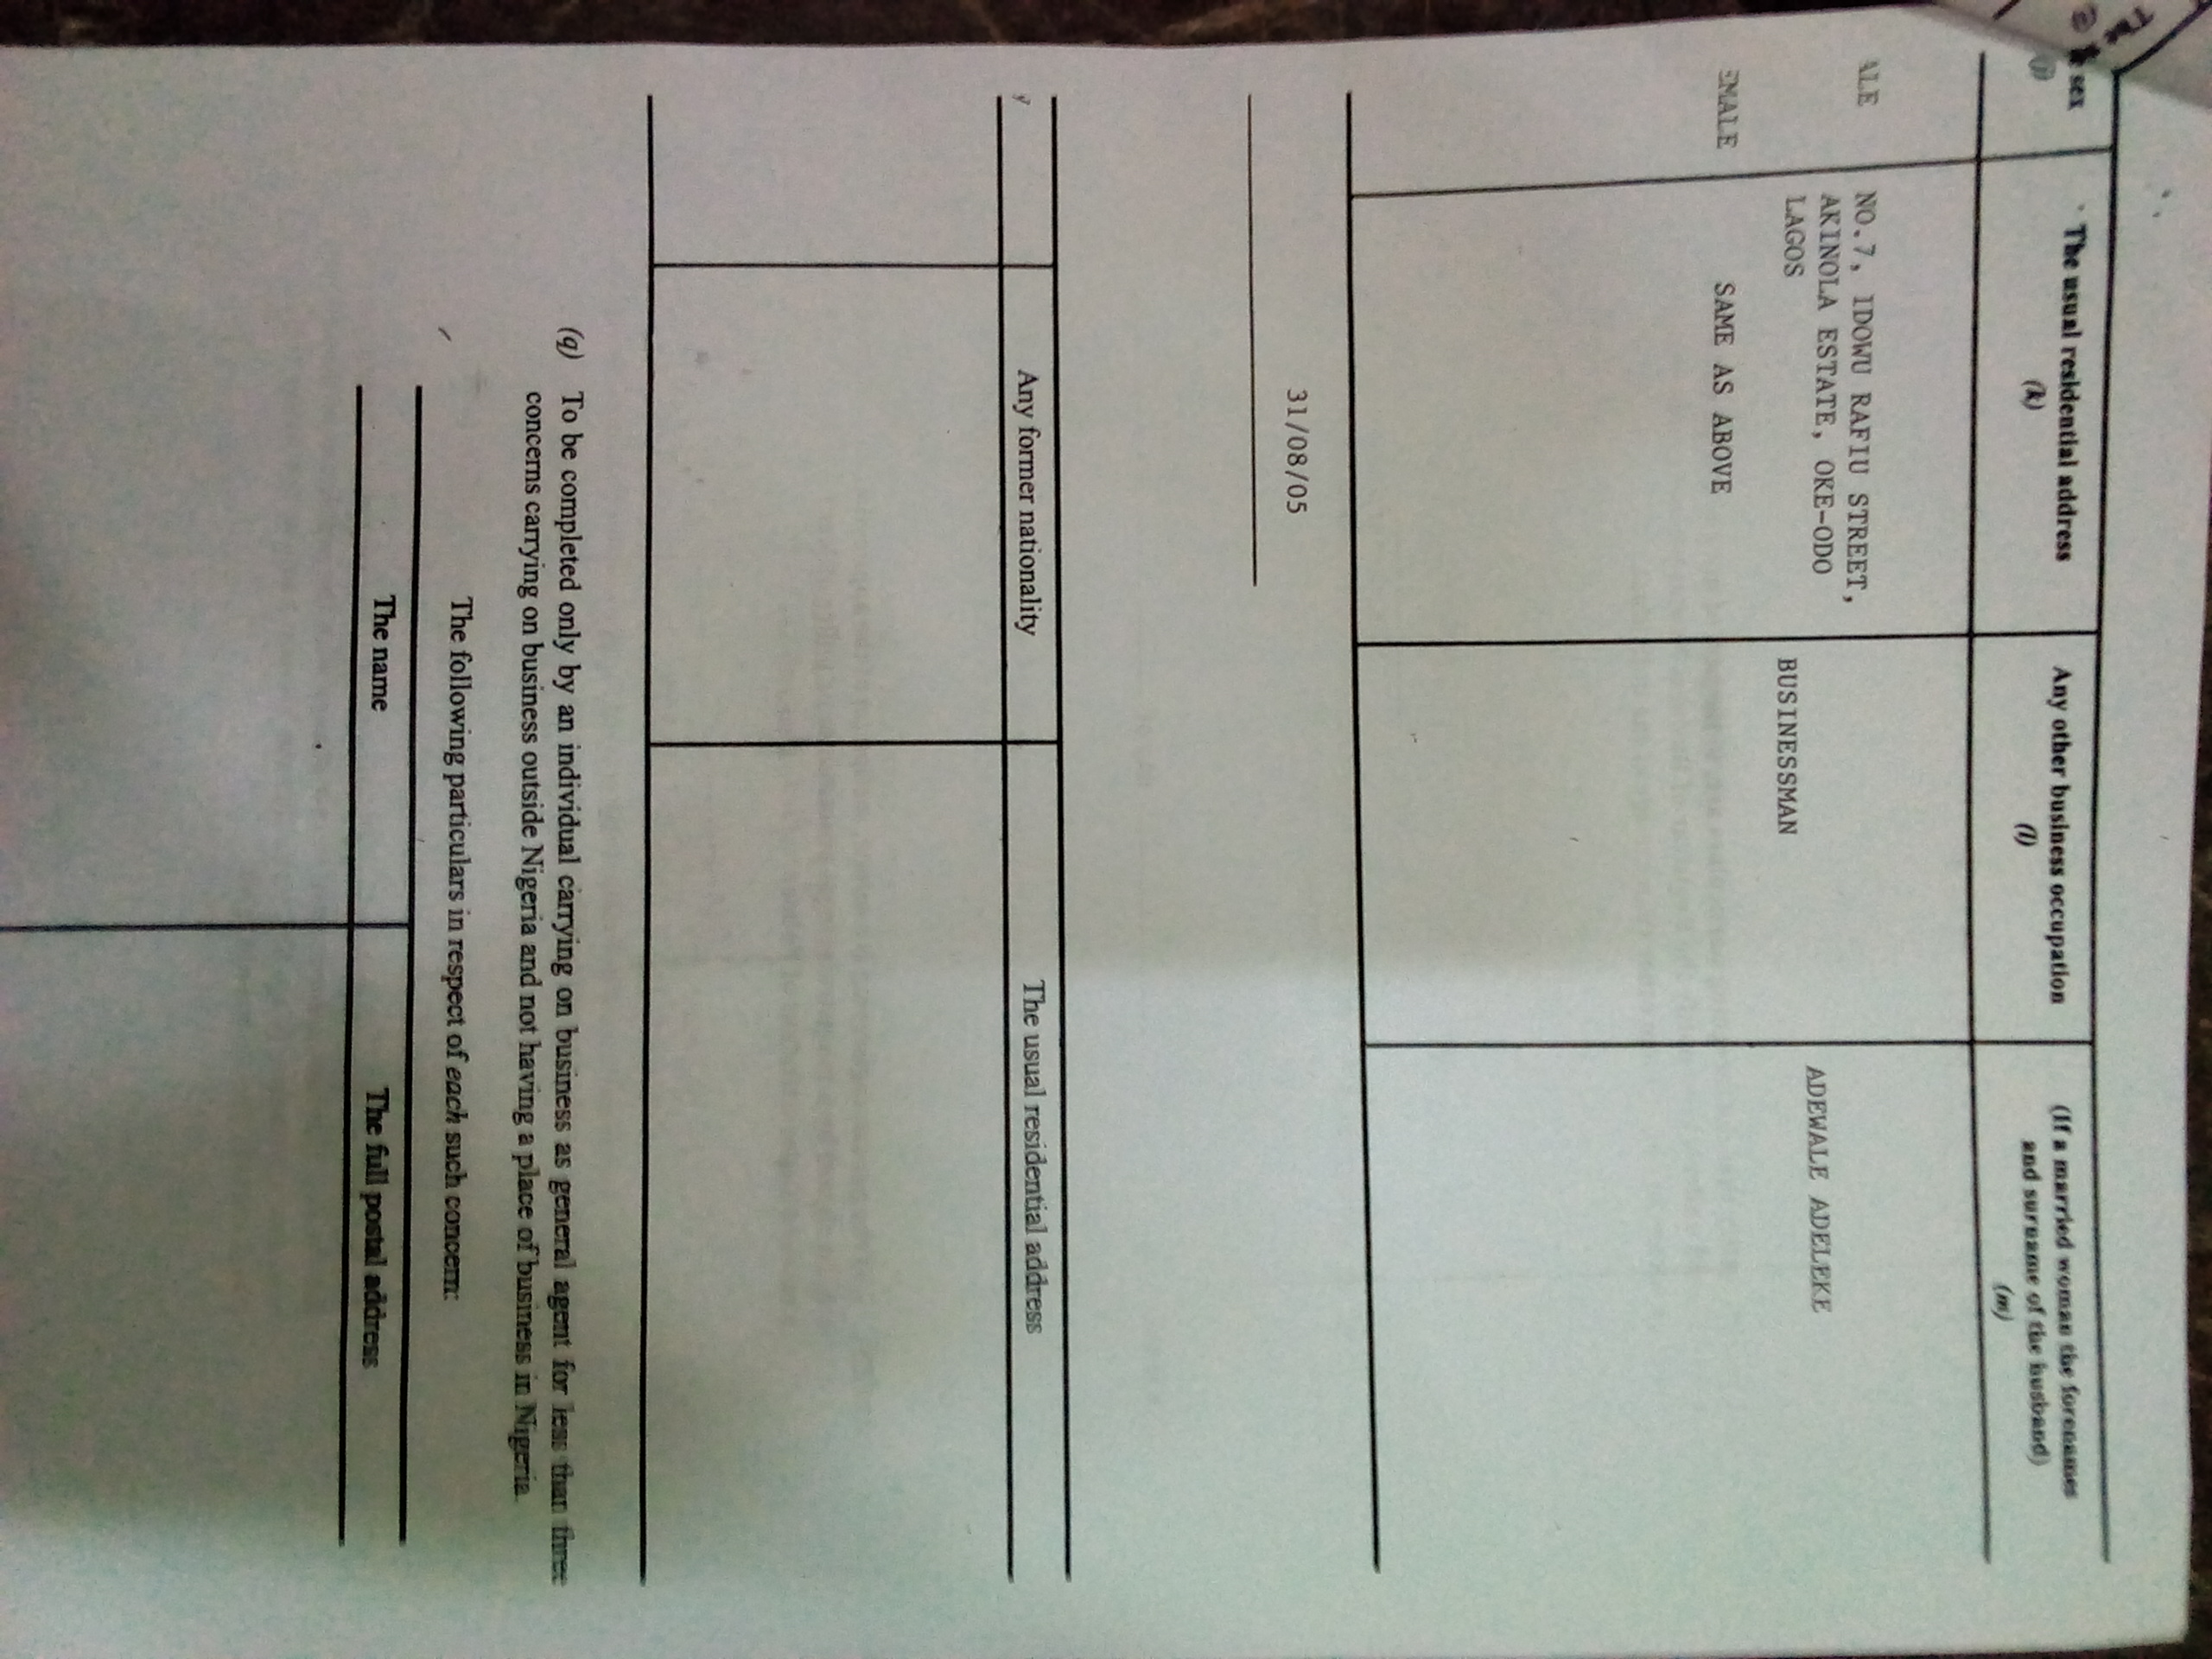 The
sex
The usual residential address
Any other business occupation
(If a married woman the forenames
and surname of the husband)
(j)
(k)
(l)
(m)
ALE
NO.7, IDOWU RAFIU STREET,
AKINOLA ESTATE, OKE-ODO
LAGOS
BUSINESSMAN
ADEWALE ADELEKE
EMALE
SAME AS ABOVE
31/08/05
y
Any former nationality
The usual residential address
(q) To be completed only by an individual carrying on business as general agent for less than three
concerns carrying on business outside Nigeria and not having a place of business in Nigeria.
The following particulars in respect of each such concern:
The name
The full postal address